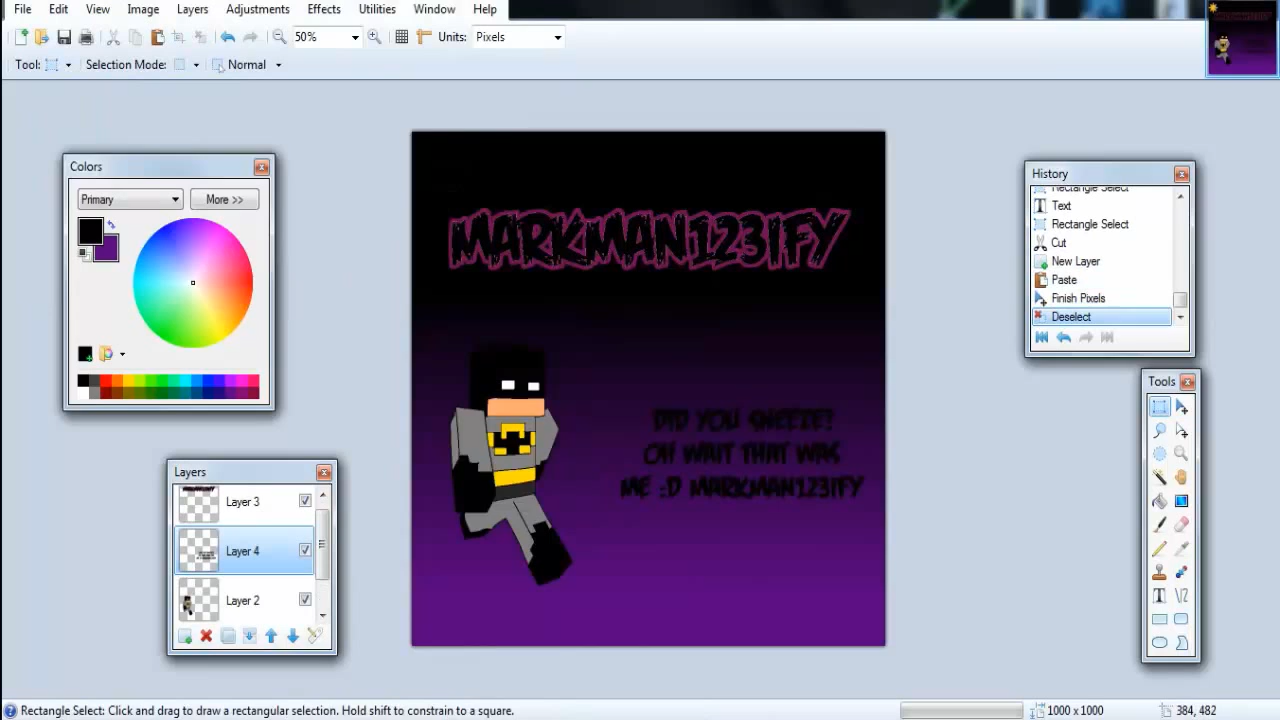 File Edit View Image Layers Adjustments Effects Utilities Window Help
50% Units: Pixels
Tool: Selection Mode: Normal
Colors
Primary More >>
MARKMAN123IFY
DID YOU SNEEZE?
OH WAIT THAT WAS
ME :D MARKMAN123IFY
History
Rectangle Select
Text
Rectangle Select
Cut
New Layer
Paste
Finish Pixels
Deselect
Tools
Layers
Layer 3
Layer 4
Layer 2
Rectangle Select: Click and drag to draw a rectangular selection. Hold shift to constrain to a square.
1000 x 1000
384, 482